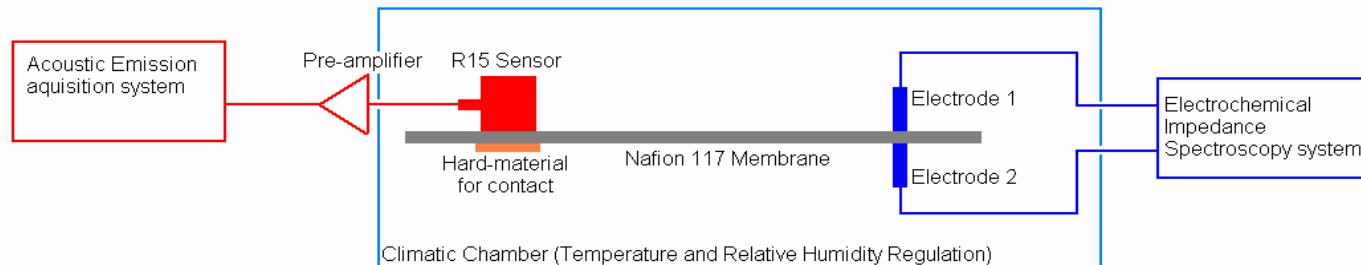 Acoustic Emission
aquisition system
Pre-amplifier
R15 Sensor
Hard-material
for contact
Nafion 117 Membrane
Electrode 1
Electrode 2
Electrochemical
Impedance
Spectroscopy system
Climatic Chamber (Temperature and Relative Humidity Regulation)